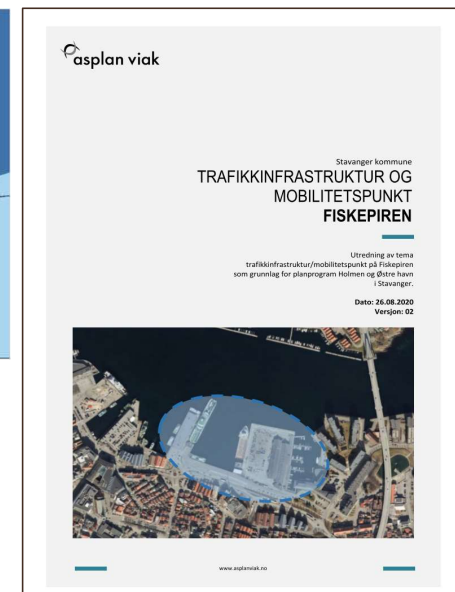 asplan viak
Stavanger kommune
TRAFIKKINFRASTRUKTUR OG
MOBILITETSPUNKT
FISKEPIREN
Utredning av tema
trafikkinfrastruktur/mobilitetspunkt på Fiskepiren
som grunnlag for planprogram Holmen og Østre havn
i Stavanger.
Dato: 26.08.2020
Versjon: 02
www.asplanviak.no